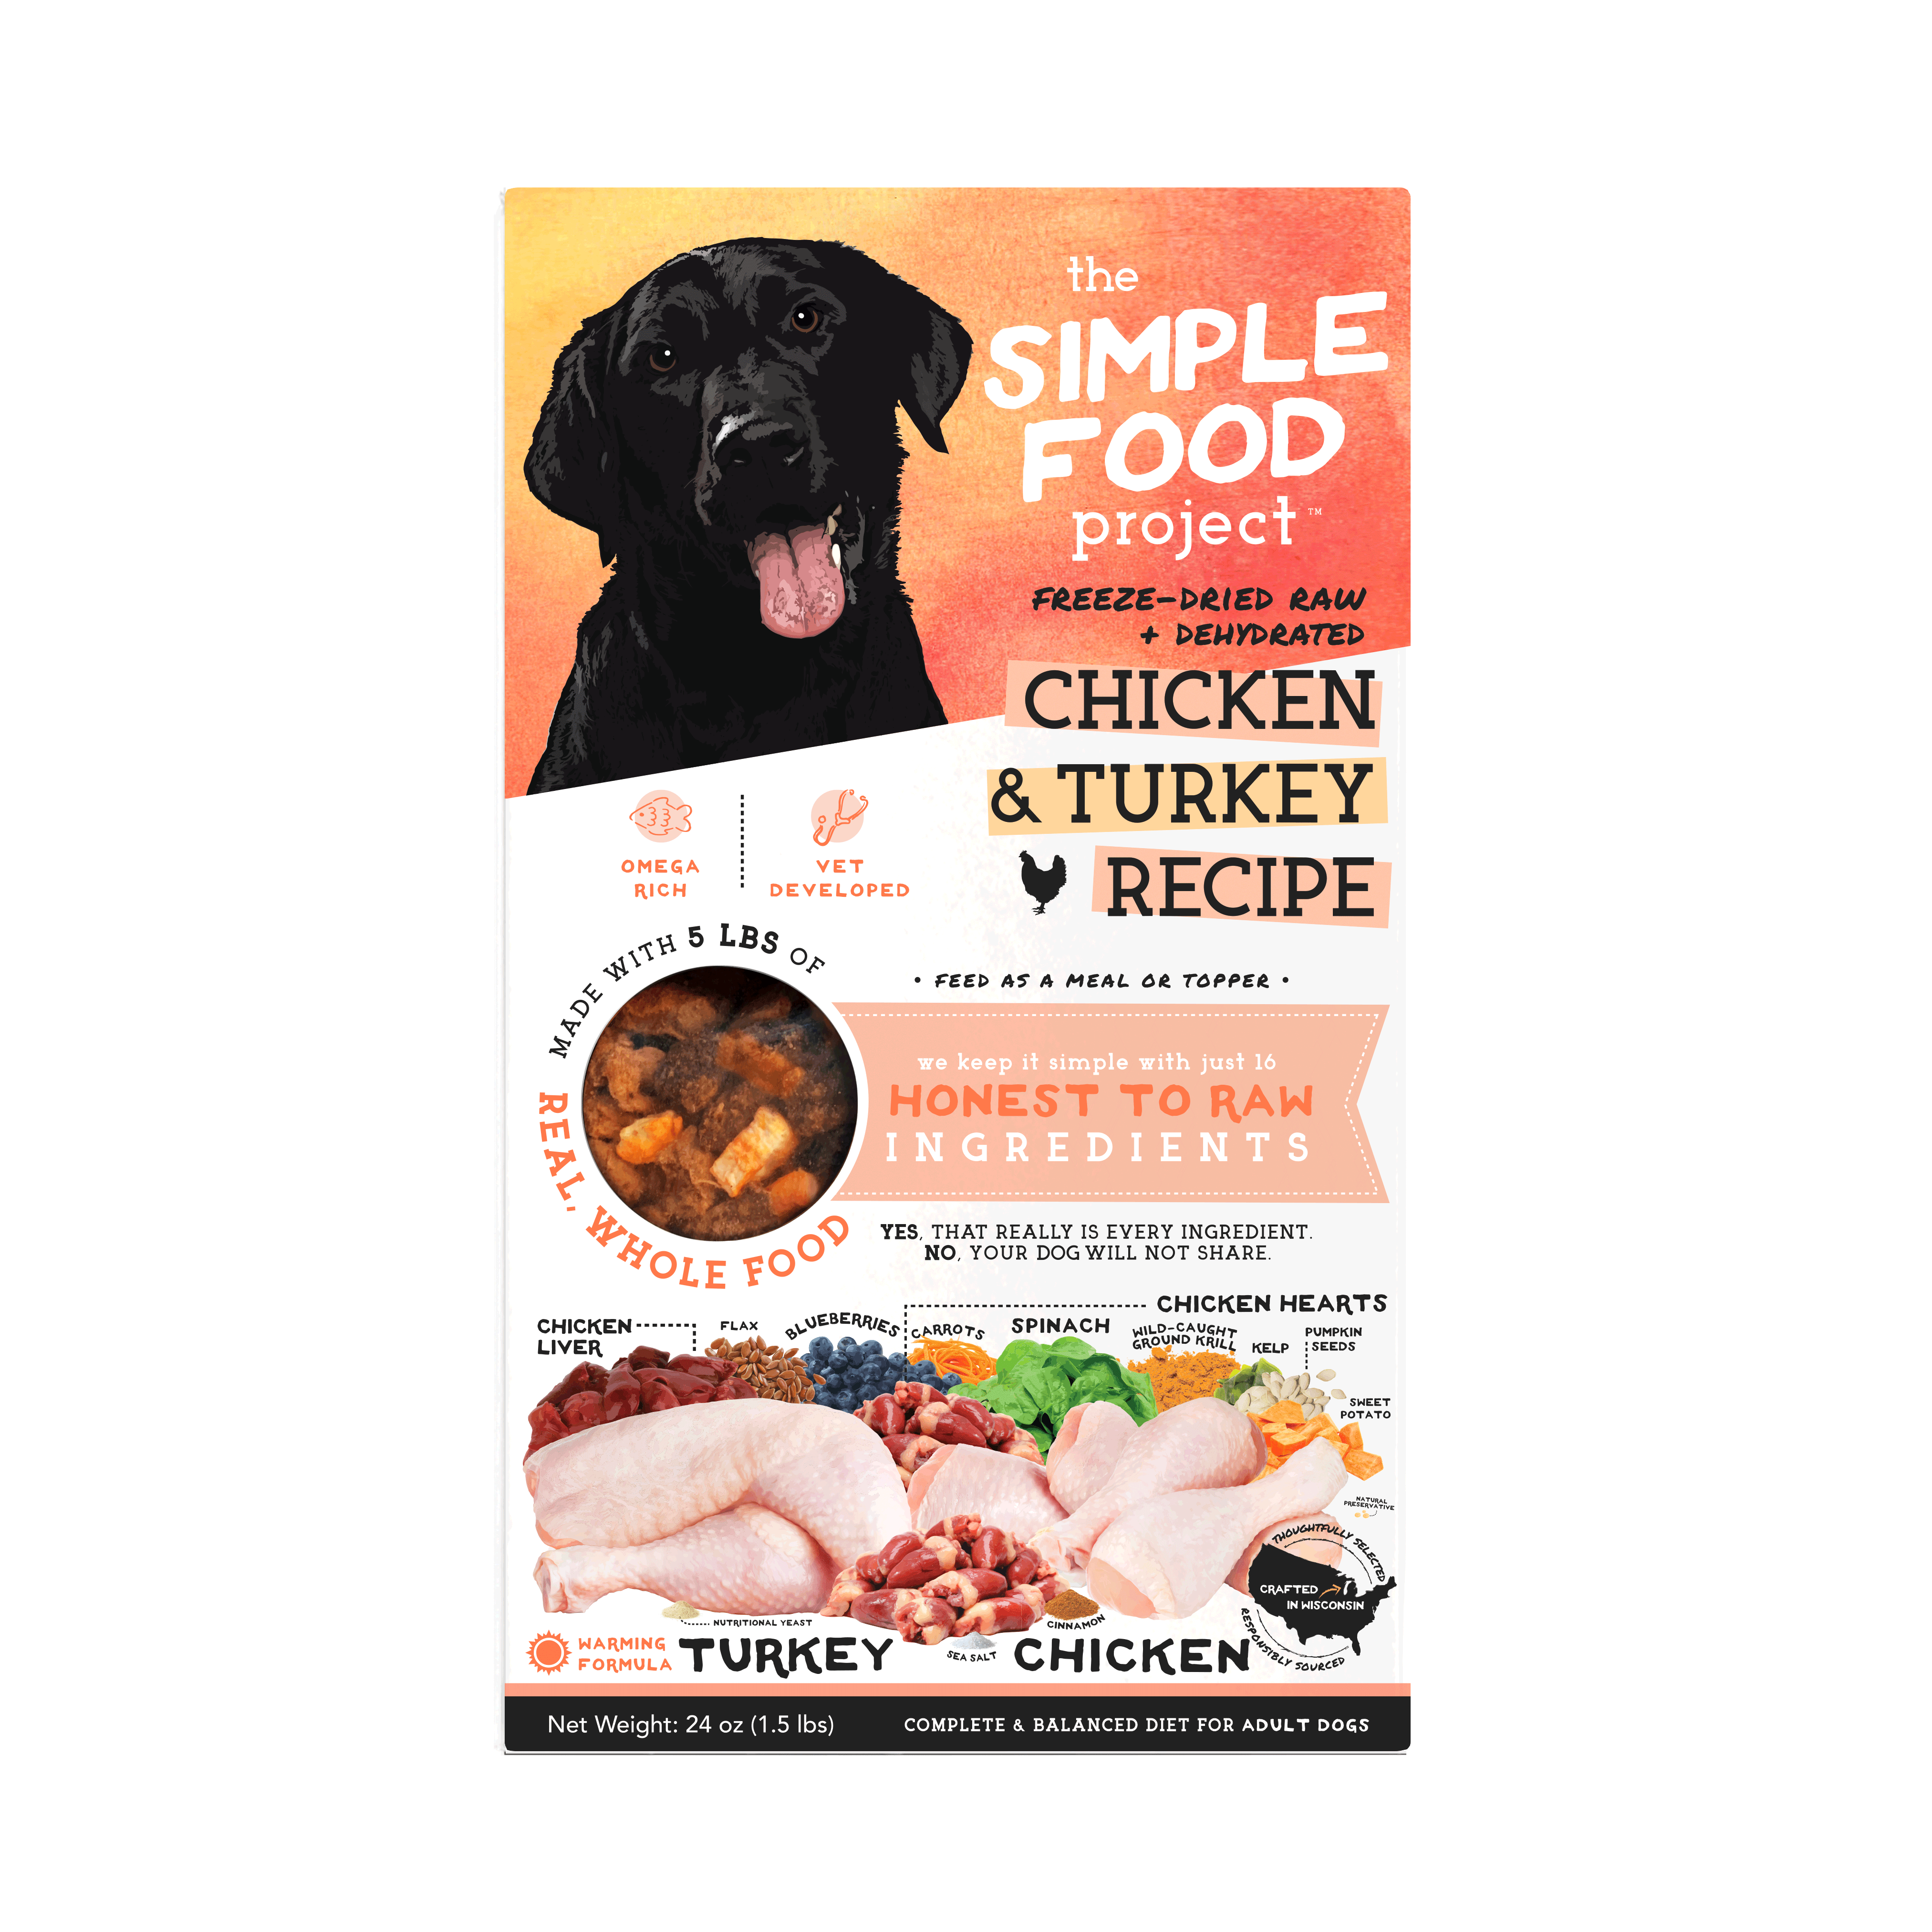 the
SIMPLE
FOOD
project™
FREEZE-DRIED RAW
+ DEHYDRATED
CHICKEN
& TURKEY
RECIPE
OMEGA
RICH
VET
DEVELOPED
MADE WITH 5 LBS OF
REAL, WHOLE FOOD
• FEED AS A MEAL OR TOPPER •
we keep it simple with just 16
HONEST TO RAW
INGREDIENTS
YES, THAT REALLY IS EVERY INGREDIENT.
NO, YOUR DOG WILL NOT SHARE.
CHICKEN HEARTS
CHICKEN
LIVER
FLAX
BLUEBERRIES
CARROTS
SPINACH
WILD-CAUGHT
GROUND KRILL
KELP
PUMPKIN
SEEDS
SWEET
POTATO
NATURAL
PRESERVATIVE
THOUGHTFULLY SELECTED
CRAFTED
IN WISCONSIN
RESPONSIBLY SOURCED
NUTRITIONAL YEAST
CINNAMON
SEA SALT
WARMING
FORMULA
TURKEY
CHICKEN
Net Weight: 24 oz (1.5 lbs)
COMPLETE & BALANCED DIET FOR ADULT DOGS